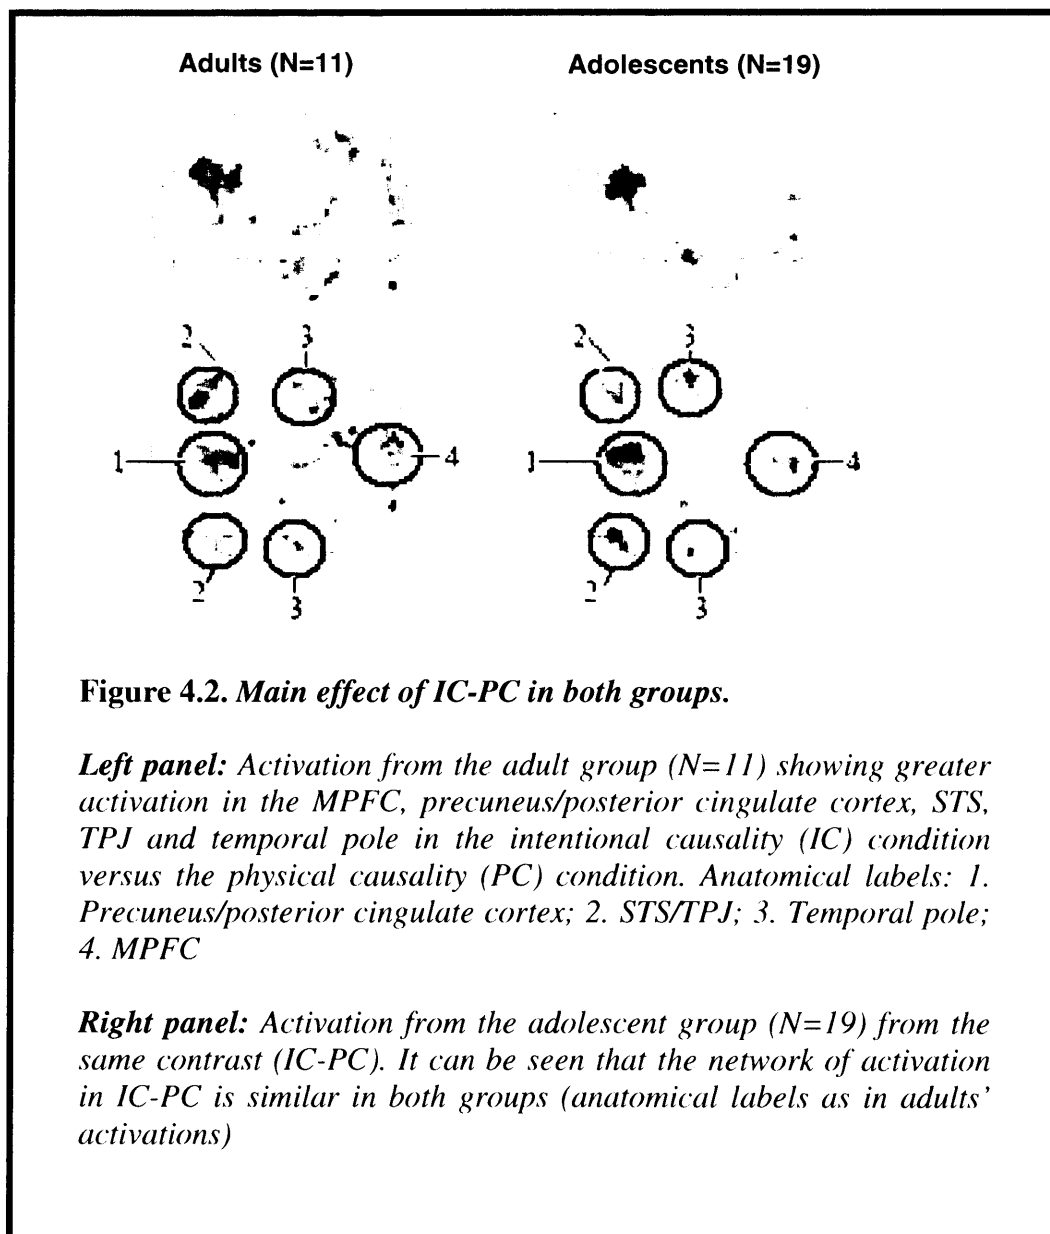 Adults (N=11) Adolescents (N=19)
2 3 2 3
1 4 1 4
2 3 2 3
Figure 4.2. Main effect of IC-PC in both groups.
Left panel: Activation from the adult group (N=11) showing greater
activation in the MPFC, precuneus/posterior cingulate cortex, STS,
TPJ and temporal pole in the intentional causality (IC) condition
versus the physical causality (PC) condition. Anatomical labels: 1.
Precuneus/posterior cingulate cortex; 2. STS/TPJ; 3. Temporal pole;
4. MPFC
Right panel: Activation from the adolescent group (N=19) from the
same contrast (IC-PC). It can be seen that the network of activation
in IC-PC is similar in both groups (anatomical labels as in adults'
activations)